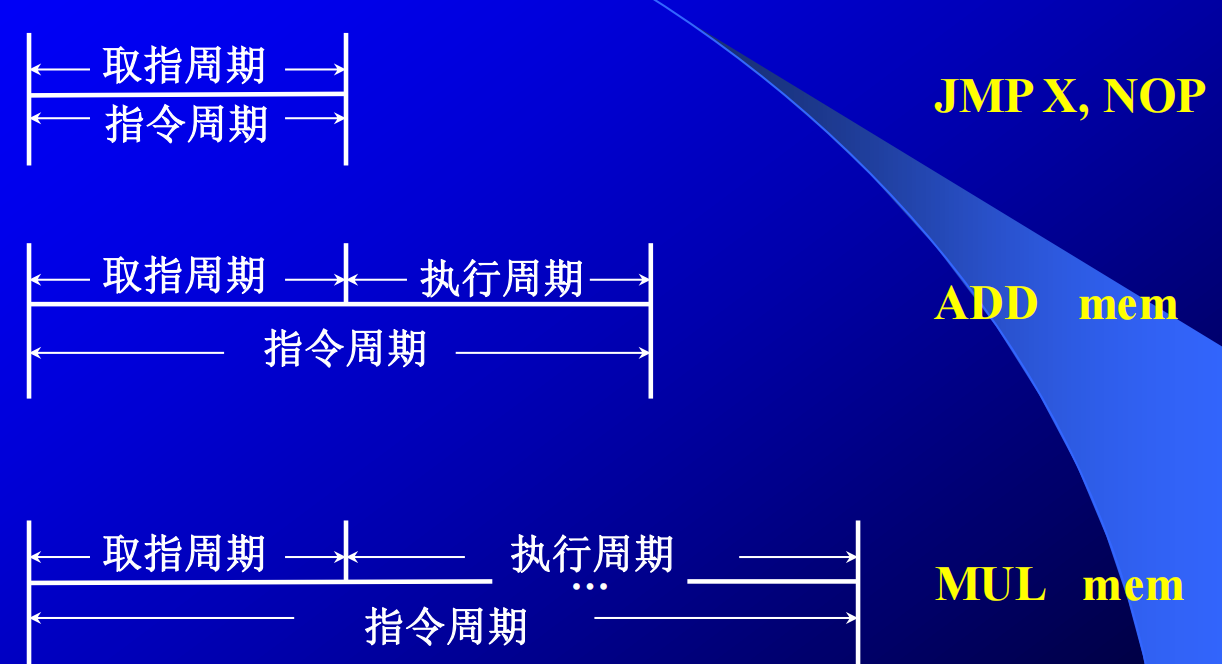 取指周期
指令周期
JMP X, NOP
取指周期 执行周期
指令周期
ADD mem
取指周期 执行周期
...
指令周期
MUL mem